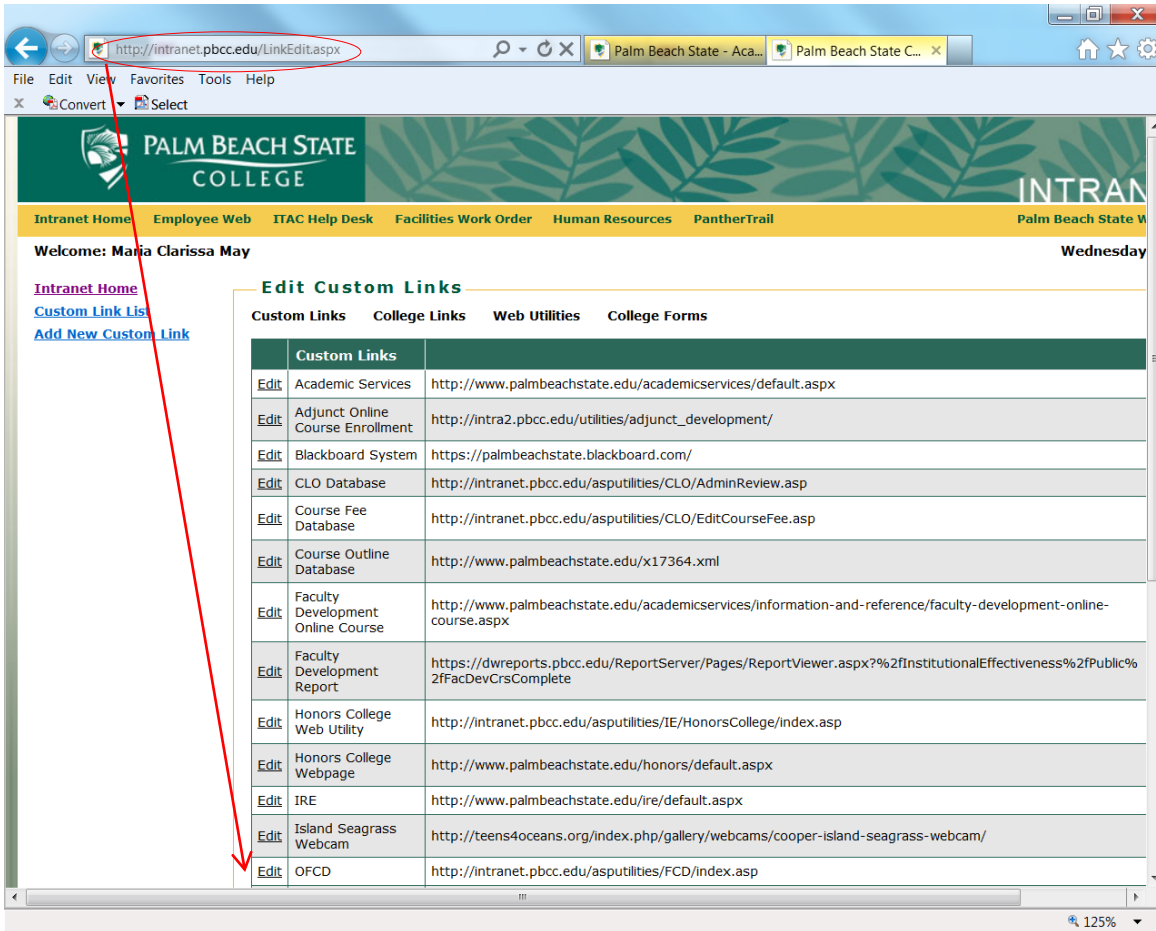 http://intranet.pbcc.edu/LinkEdit.aspx
Palm Beach State - Aca...
Palm Beach State C...
File Edit View Favorites Tools Help
x Convert Select
PALM BEACH STATE
COLLEGE
INTRAN
Intranet Home Employee Web ITAC Help Desk Facilities Work Order Human Resources PantherTrail Palm Beach State W
Welcome: Maria Clarissa May Wednesday
Intranet Home
Custom Link List
Add New Custom Link
Edit Custom Links
Custom Links College Links Web Utilities College Forms
Custom Links
Edit Academic Services http://www.palmbeachstate.edu/academicservices/default.aspx
Edit Adjunct Online
Course Enrollment http://intra2.pbcc.edu/utilities/adjunct_development/
Edit Blackboard System https://palmbeachstate.blackboard.com/
Edit CLO Database http://intranet.pbcc.edu/asputilities/CLO/AdminReview.asp
Edit Course Fee
Database http://intranet.pbcc.edu/asputilities/CLO/EditCourseFee.asp
Edit Course Outline
Database http://www.palmbeachstate.edu/x17364.xml
Edit Faculty
Development
Online Course http://www.palmbeachstate.edu/academicservices/information-and-reference/faculty-development-online-
course.aspx
Edit Faculty
Development
Report https://dwreports.pbcc.edu/ReportServer/Pages/ReportViewer.aspx?%2fInstitutionalEffectiveness%2fPublic%
2fFacDevCrsComplete
Edit Honors College
Web Utility http://intranet.pbcc.edu/asputilities/IE/HonorsCollege/index.asp
Edit Honors College
Webpage http://www.palmbeachstate.edu/honors/default.aspx
Edit IRE http://www.palmbeachstate.edu/ire/default.aspx
Edit Island Seagrass
Webcam http://teens4oceans.org/index.php/gallery/webcams/cooper-island-seagrass-webcam/
Edit OFCD http://intranet.pbcc.edu/asputilities/FCD/index.asp
125%